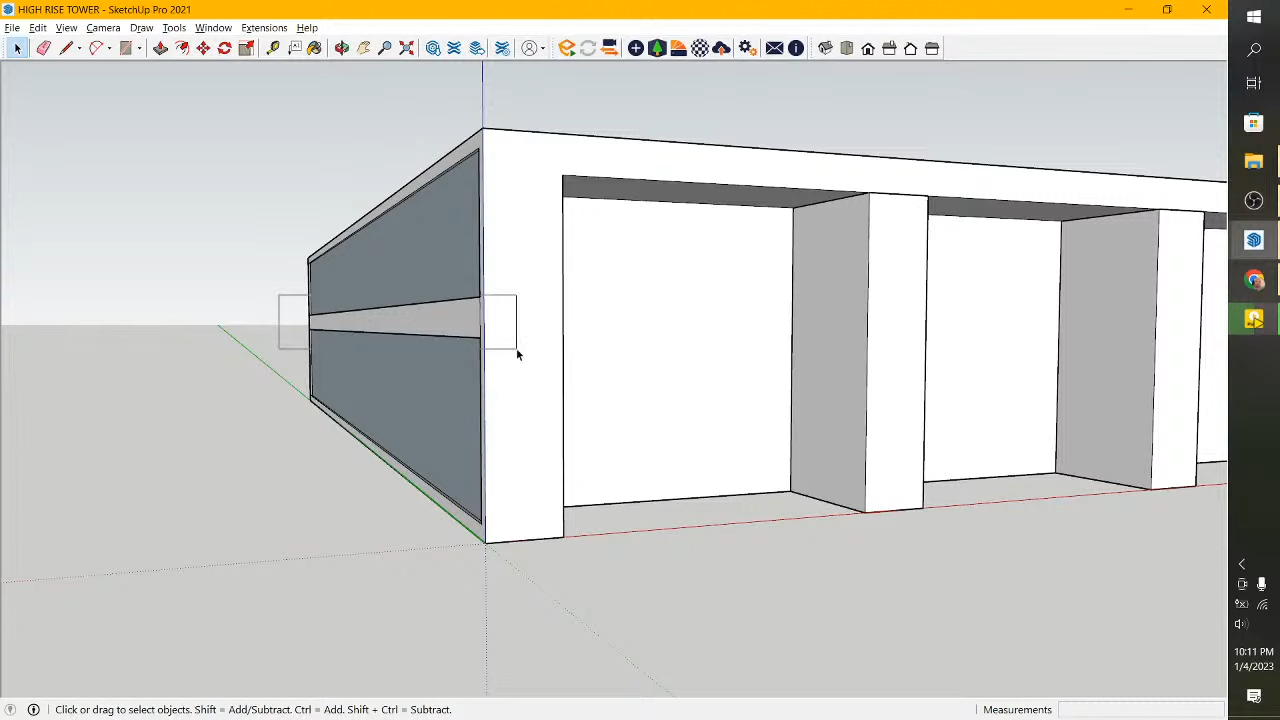 HIGH RISE TOWER - SketchUp Pro 2021
File Edit View Camera Draw Tools Window Extensions Help
Click or drag to select objects. Shift = Add/Subtract. Ctrl = Add. Shift + Ctrl = Subtract.
Measurements
10:11 PM
1/4/2023